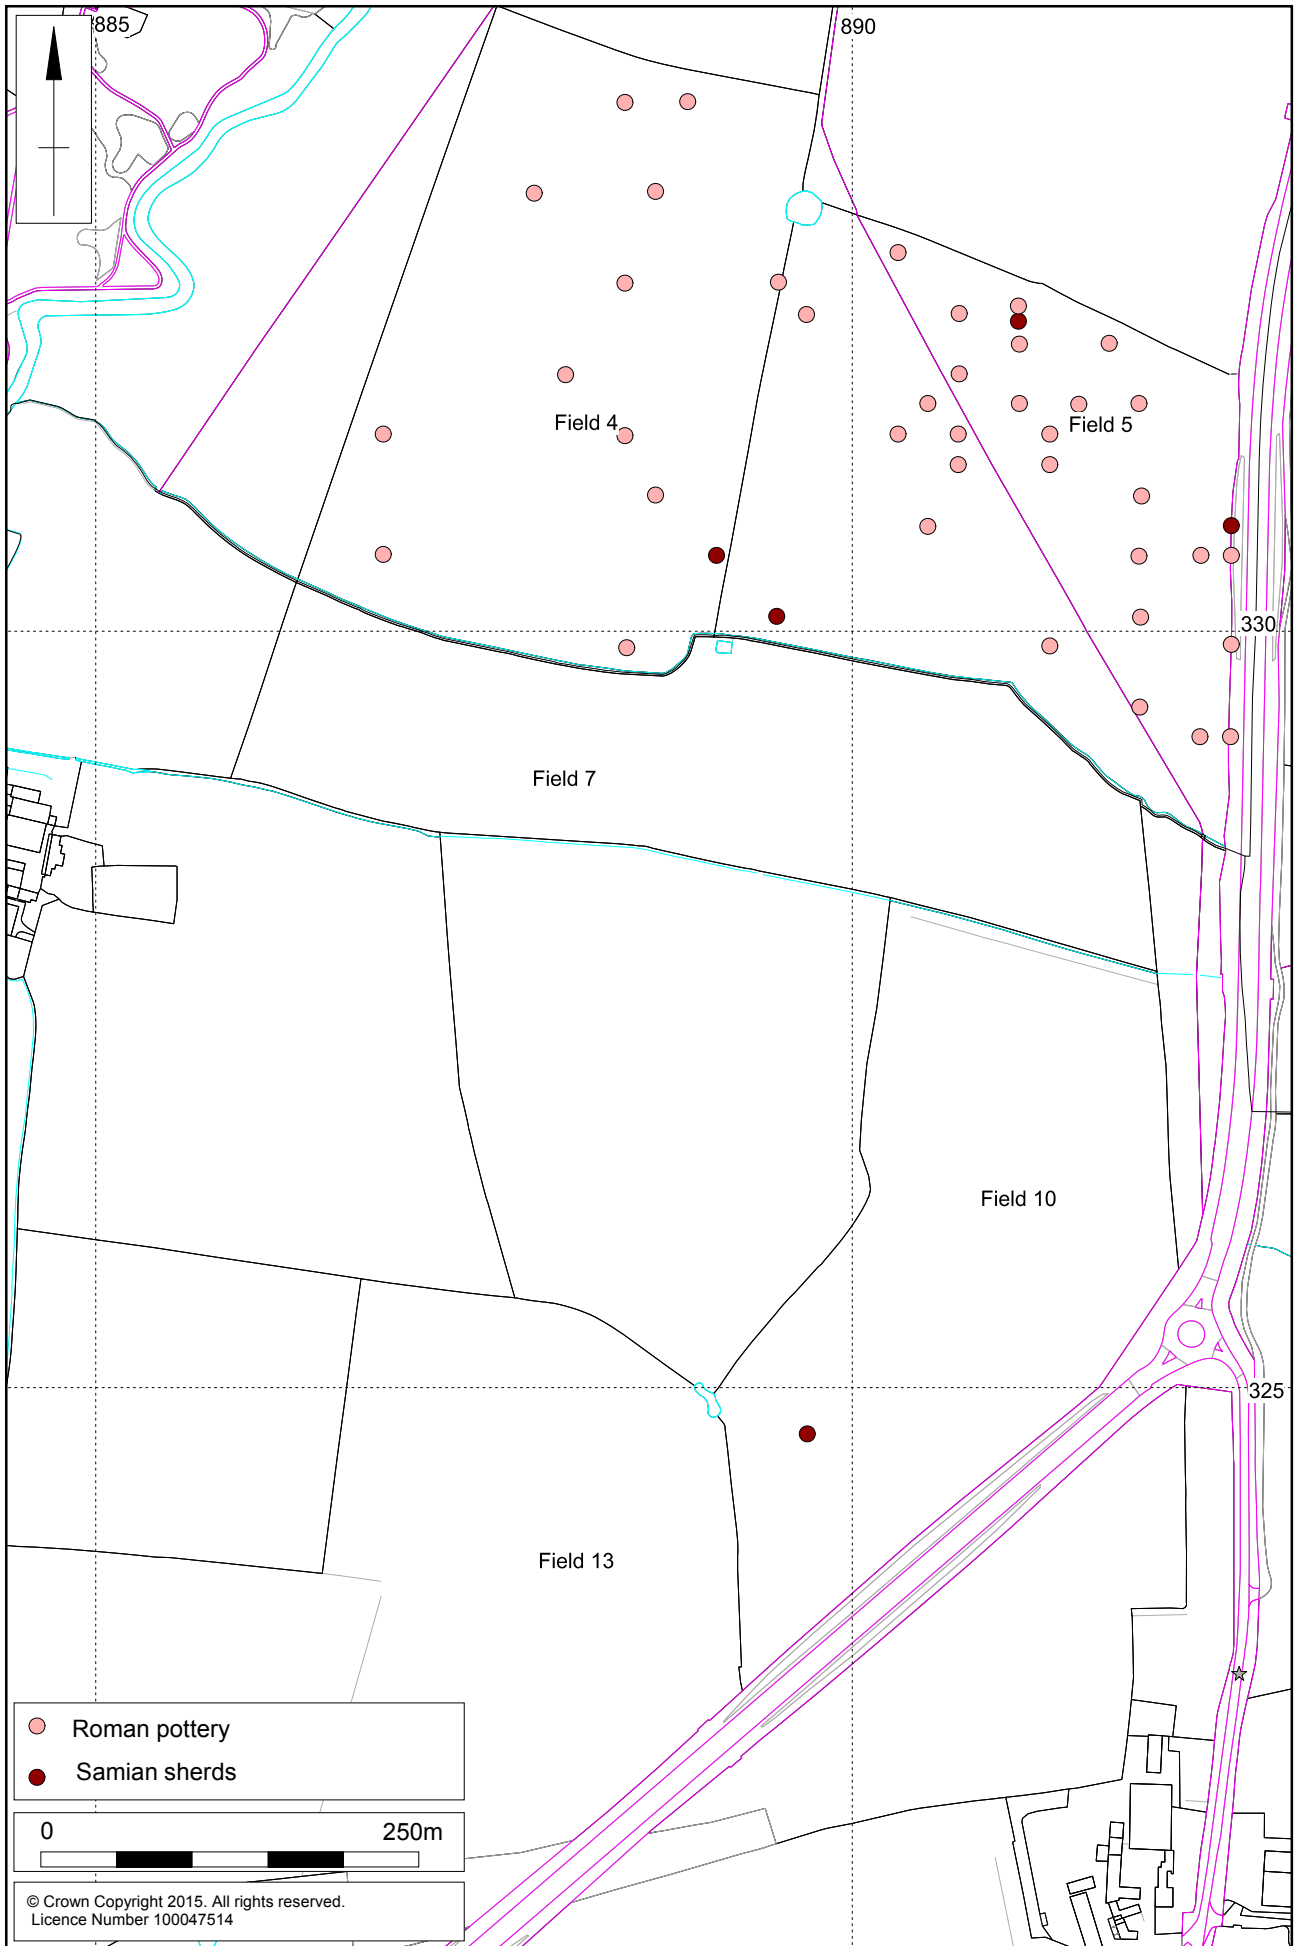 885
890
Field 4
Field 5
330
Field 7
Field 10
325
Field 13
Roman pottery
Samian sherds
0 250m
© Crown Copyright 2015. All rights reserved.
Licence Number 100047514